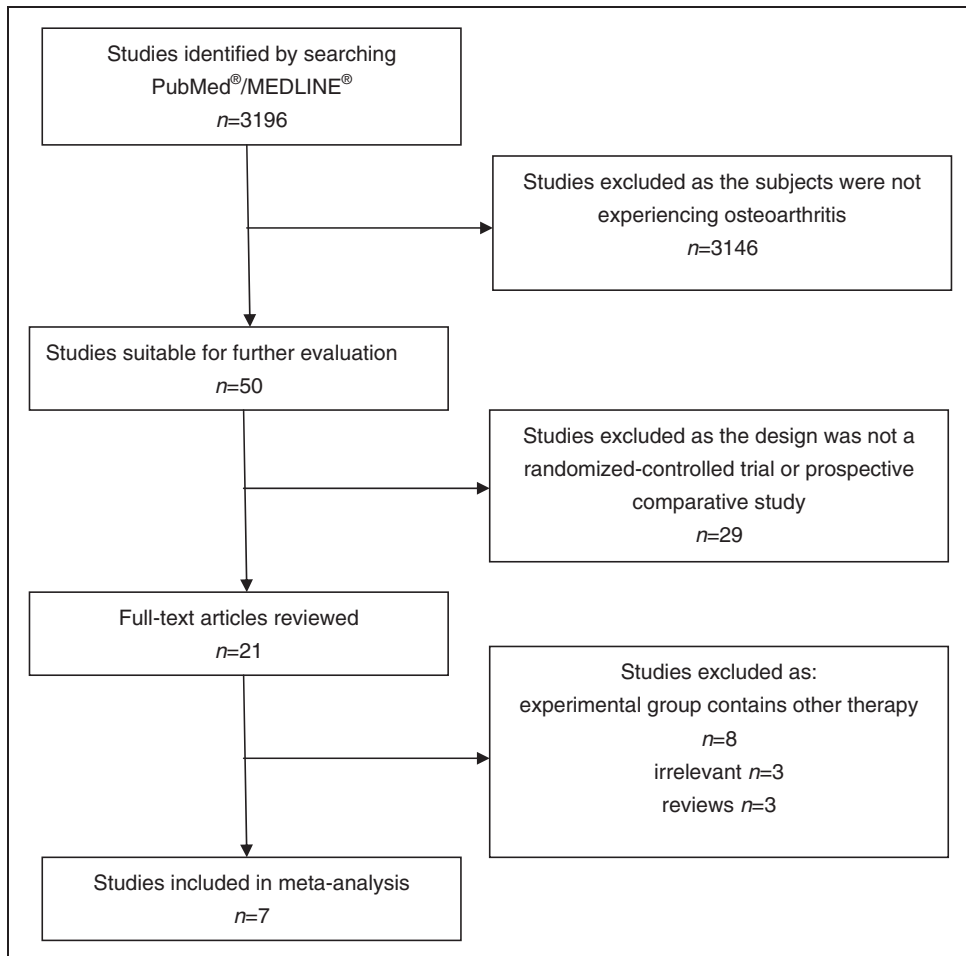 Studies identified by searching
PubMed®/MEDLINE®
n=3196
Studies excluded as the subjects were not
experiencing osteoarthritis
n=3146
Studies suitable for further evaluation
n=50
Studies excluded as the design was not a
randomized-controlled trial or prospective
comparative study
n=29
Full-text articles reviewed
n=21
Studies excluded as:
experimental group contains other therapy
n=8
irrelevant n=3
reviews n=3
Studies included in meta-analysis
n=7